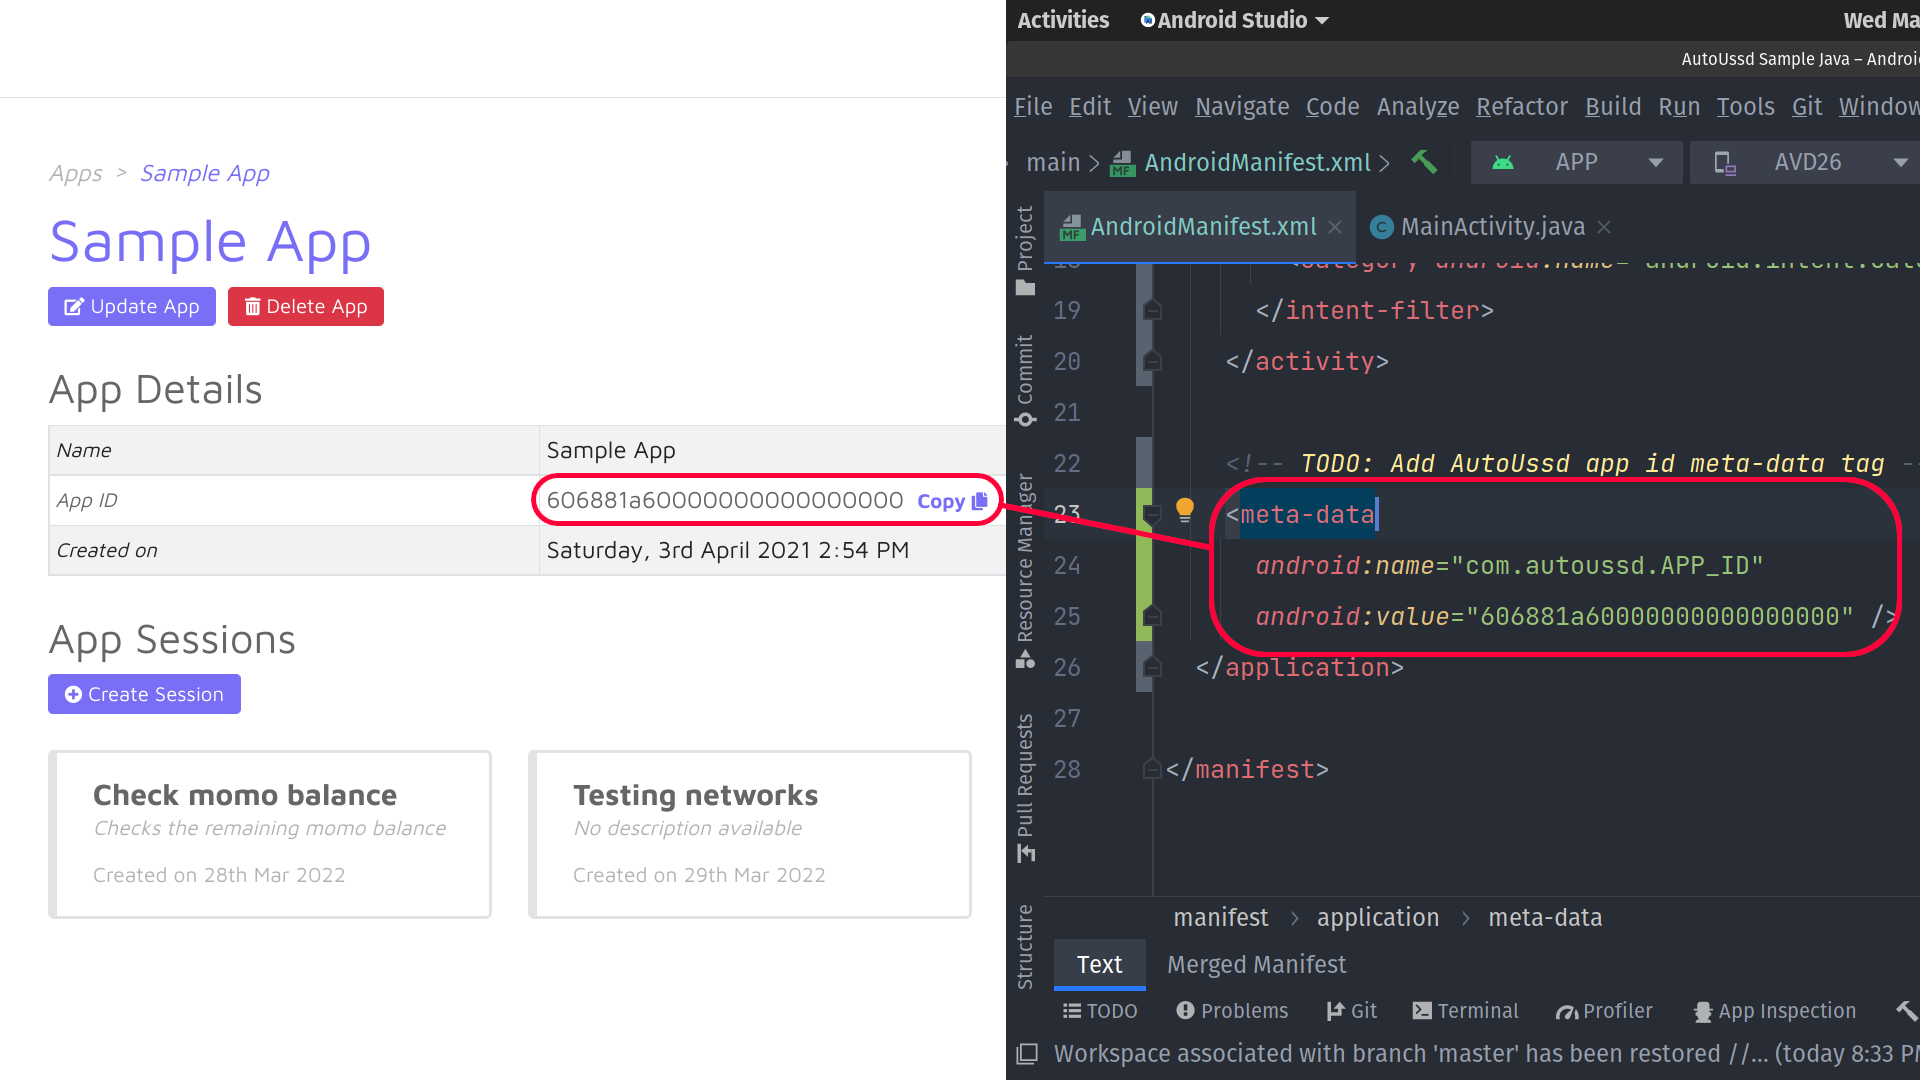 Apps > Sample App
Sample App
Update App
Delete App
App Details
Name
Sample App
App ID
606881a60000000000000000 Copy
Created on
Saturday, 3rd April 2021 2:54 PM
App Sessions
Create Session
Check momo balance
Checks the remaining momo balance
Created on 28th Mar 2022
Testing networks
No description available
Created on 29th Mar 2022
Activities Android Studio Wed Ma
AutoUssd Sample Java – Androi
File Edit View Navigate Code Analyze Refactor Build Run Tools Git Window
main AndroidManifest.xml APP AVD26
AndroidManifest.xml MainActivity.java
Project
Commit
Resource Manager
Pull Requests
Structure
19 </intent-filter>
20 </activity>
21
22 <!-- TODO: Add AutoUssd app id meta-data tag --
23 <meta-data
24 android:name="com.autoussd.APP_ID"
25 android:value="606881a60000000000000000" />
26 </application>
27
28 </manifest>
manifest > application > meta-data
Text Merged Manifest
TODO Problems Git Terminal Profiler App Inspection
Workspace associated with branch 'master' has been restored //... (today 8:33 PM